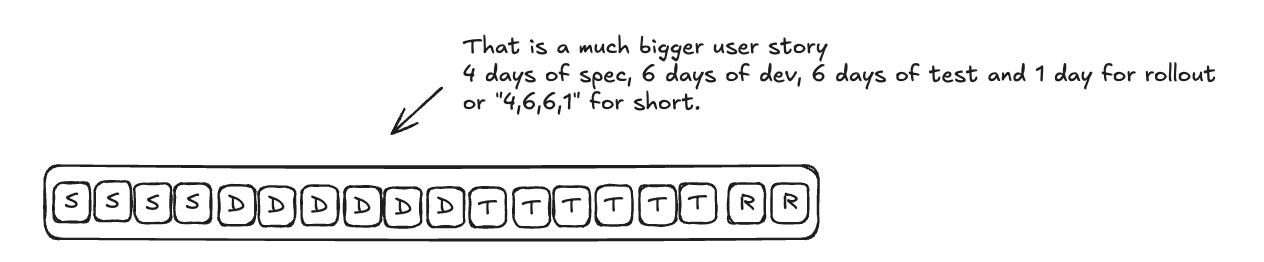 That is a much bigger user story
4 days of spec, 6 days of dev, 6 days of test and 1 day for rollout
or "4,6,6,1" for short.
S S S S D D D D D D T T T T T T R R